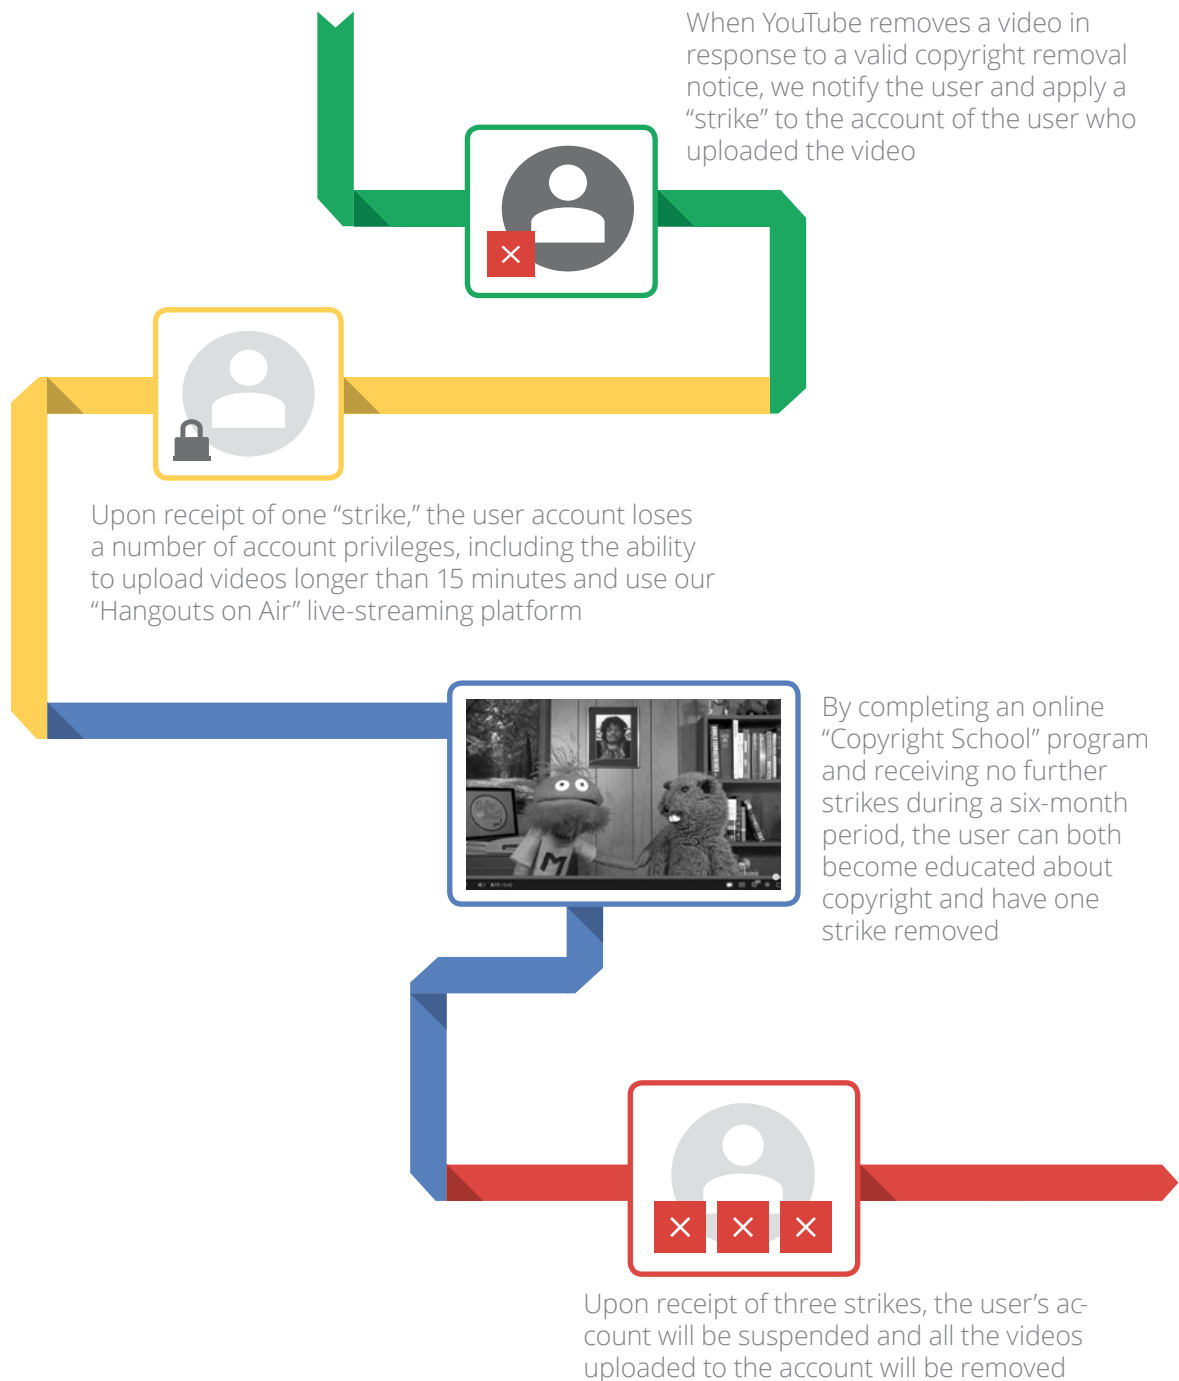 When YouTube removes a video in
response to a valid copyright removal
notice, we notify the user and apply a
“strike” to the account of the user who
uploaded the video
Upon receipt of one “strike,” the user account loses
a number of account privileges, including the ability
to upload videos longer than 15 minutes and use our
“Hangouts on Air” live-streaming platform
By completing an online
“Copyright School” program
and receiving no further
strikes during a six-month
period, the user can both
become educated about
copyright and have one
strike removed
M
Upon receipt of three strikes, the user’s ac-
count will be suspended and all the videos
uploaded to the account will be removed